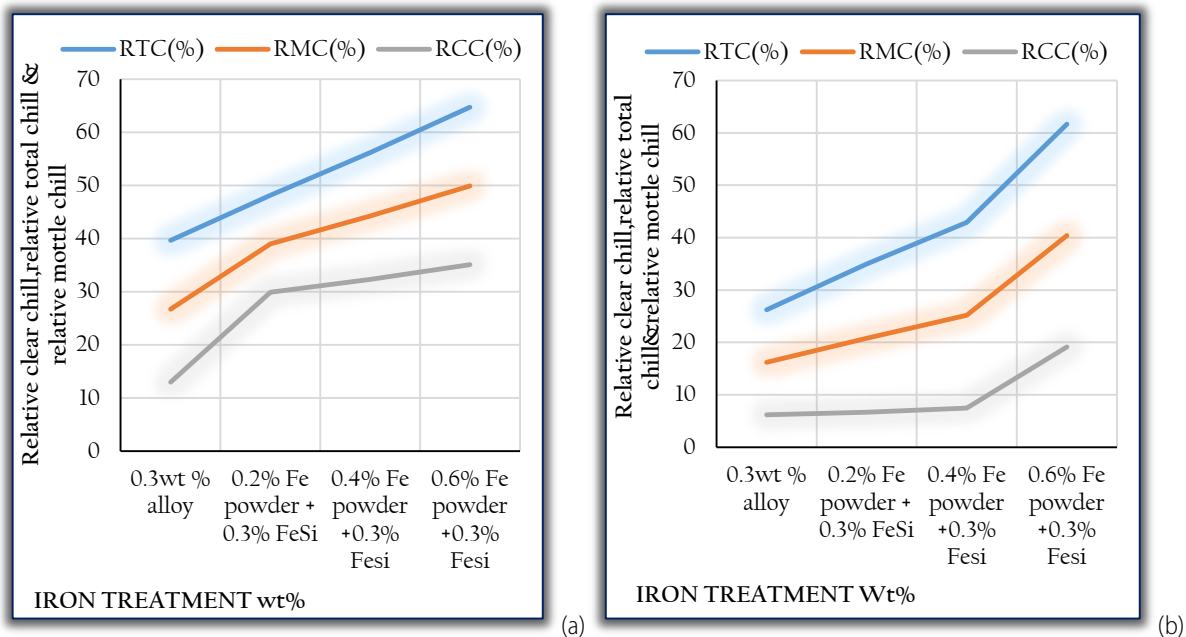 RTC(%) RMC(%) RCC(%)
Relative clear chill,relative total chill &
relative mottle chill
70
60
50
40
30
20
10
0
0.3wt %
alloy
0.2% Fe
powder +
0.3% FeSi
0.4% Fe
powder
+0.3%
Fesi
0.6% Fe
powder
+0.3%
Fesi
IRON TREATMENT wt%
(a)
RTC(%) RMC(%) RCC(%)
Relative clear chill,relative total
chill&relative mottle chill
70
60
50
40
30
20
10
0
0.3wt %
alloy
0.2% Fe
powder +
0.3% FeSi
0.4% Fe
powder
+0.3%
Fesi
0.6% Fe
powder
+0.3%
Fesi
IRON TREATMENT Wt%
(b)